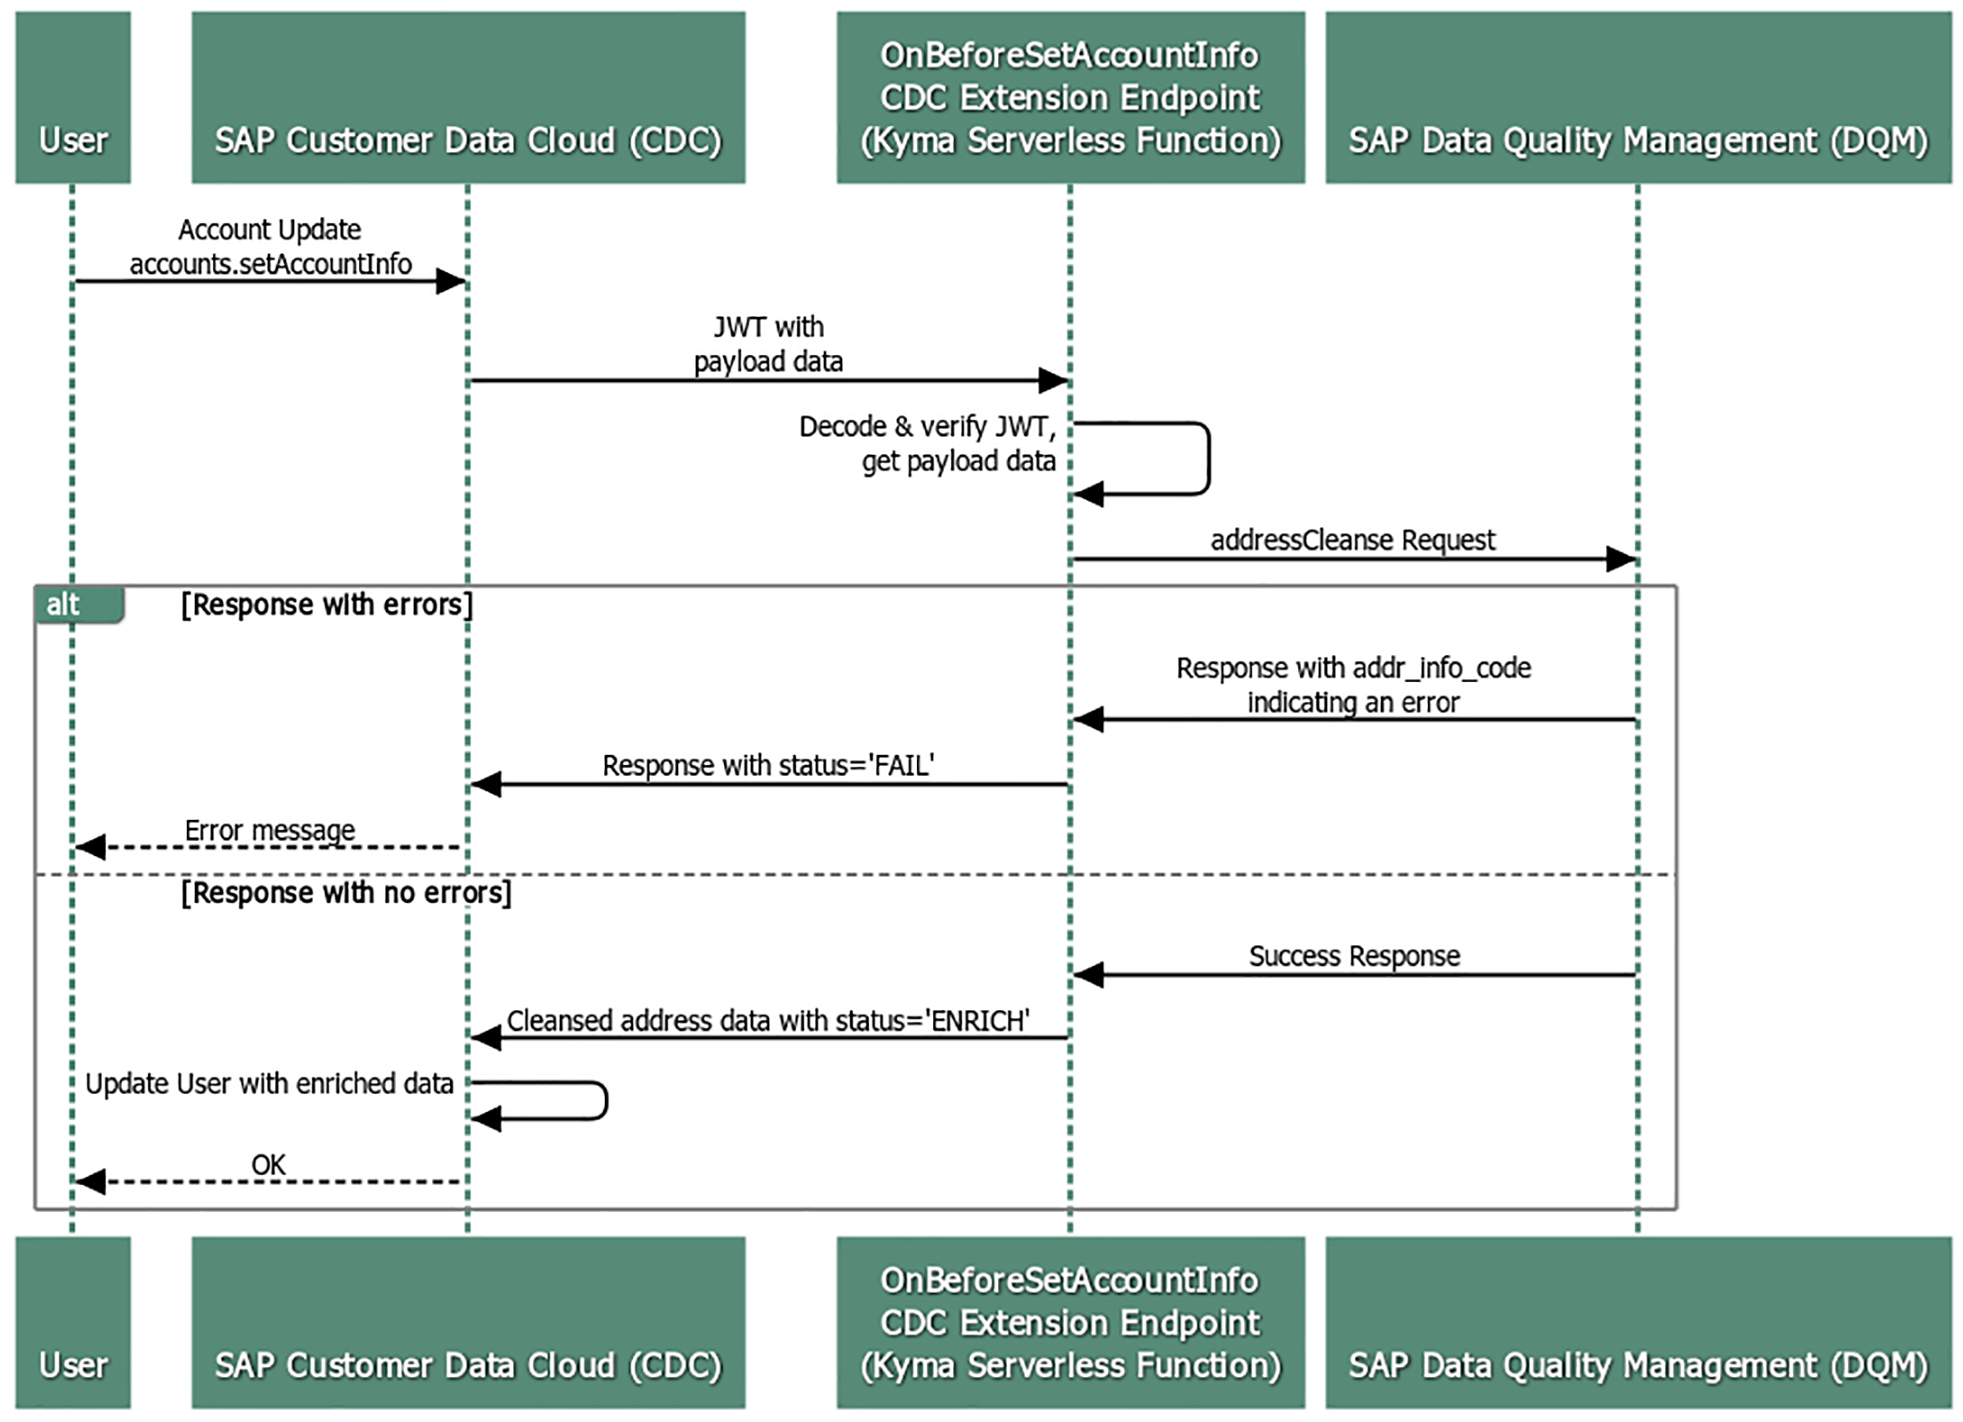 User
SAP Customer Data Cloud (CDC)
OnBeforeSetAccountInfo
CDC Extension Endpoint
(Kyma Serverless Function)
SAP Data Quality Management (DQM)
Account Update
accounts.setAccountInfo
JWT with
payload data
Decode & verify JWT,
get payload data
addressCleanse Request
alt
[Response with errors]
Response with addr_info_code
indicating an error
Response with status='FAIL'
Error message
[Response with no errors]
Success Response
Cleansed address data with status='ENRICH'
Update User with enriched data
OK
User
SAP Customer Data Cloud (CDC)
OnBeforeSetAccountInfo
CDC Extension Endpoint
(Kyma Serverless Function)
SAP Data Quality Management (DQM)